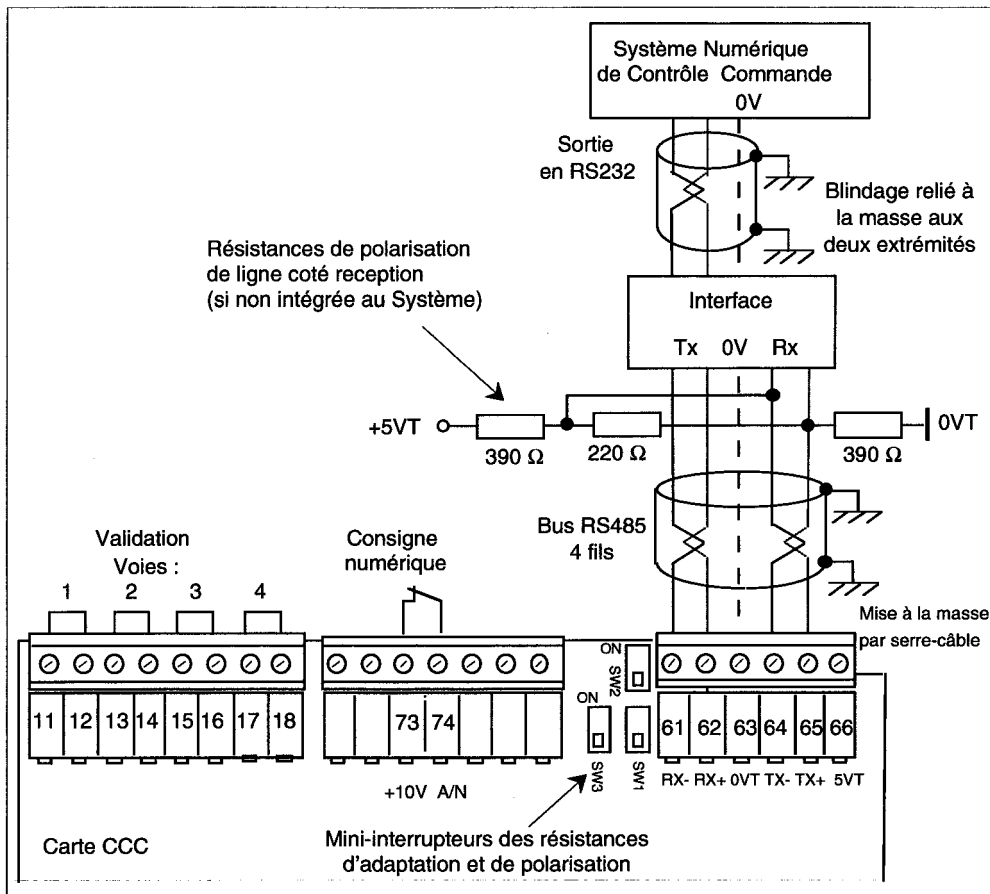 Système Numérique
de Contrôle Commande
0V
Sortie
en RS232
Blindage relié à
la masse aux
deux extrémités
Résistances de polarisation
de ligne coté reception
(si non intégrée au Système)
Interface
Tx 0V Rx
+5VT
390 Ω
220 Ω
390 Ω
0VT
Bus RS485
4 fils
Validation
Voies :
1 2 3 4
Consigne
numérique
Mise à la masse
par serre-câble
ON
SW2
ON
SW3
SW1
11 12 13 14 15 16 17 18
73 74
61 62 63 64 65 66
+10V A/N
RX- RX+ 0VT TX- TX+ 5VT
Carte CCC
Mini-interrupteurs des résistances
d'adaptation et de polarisation